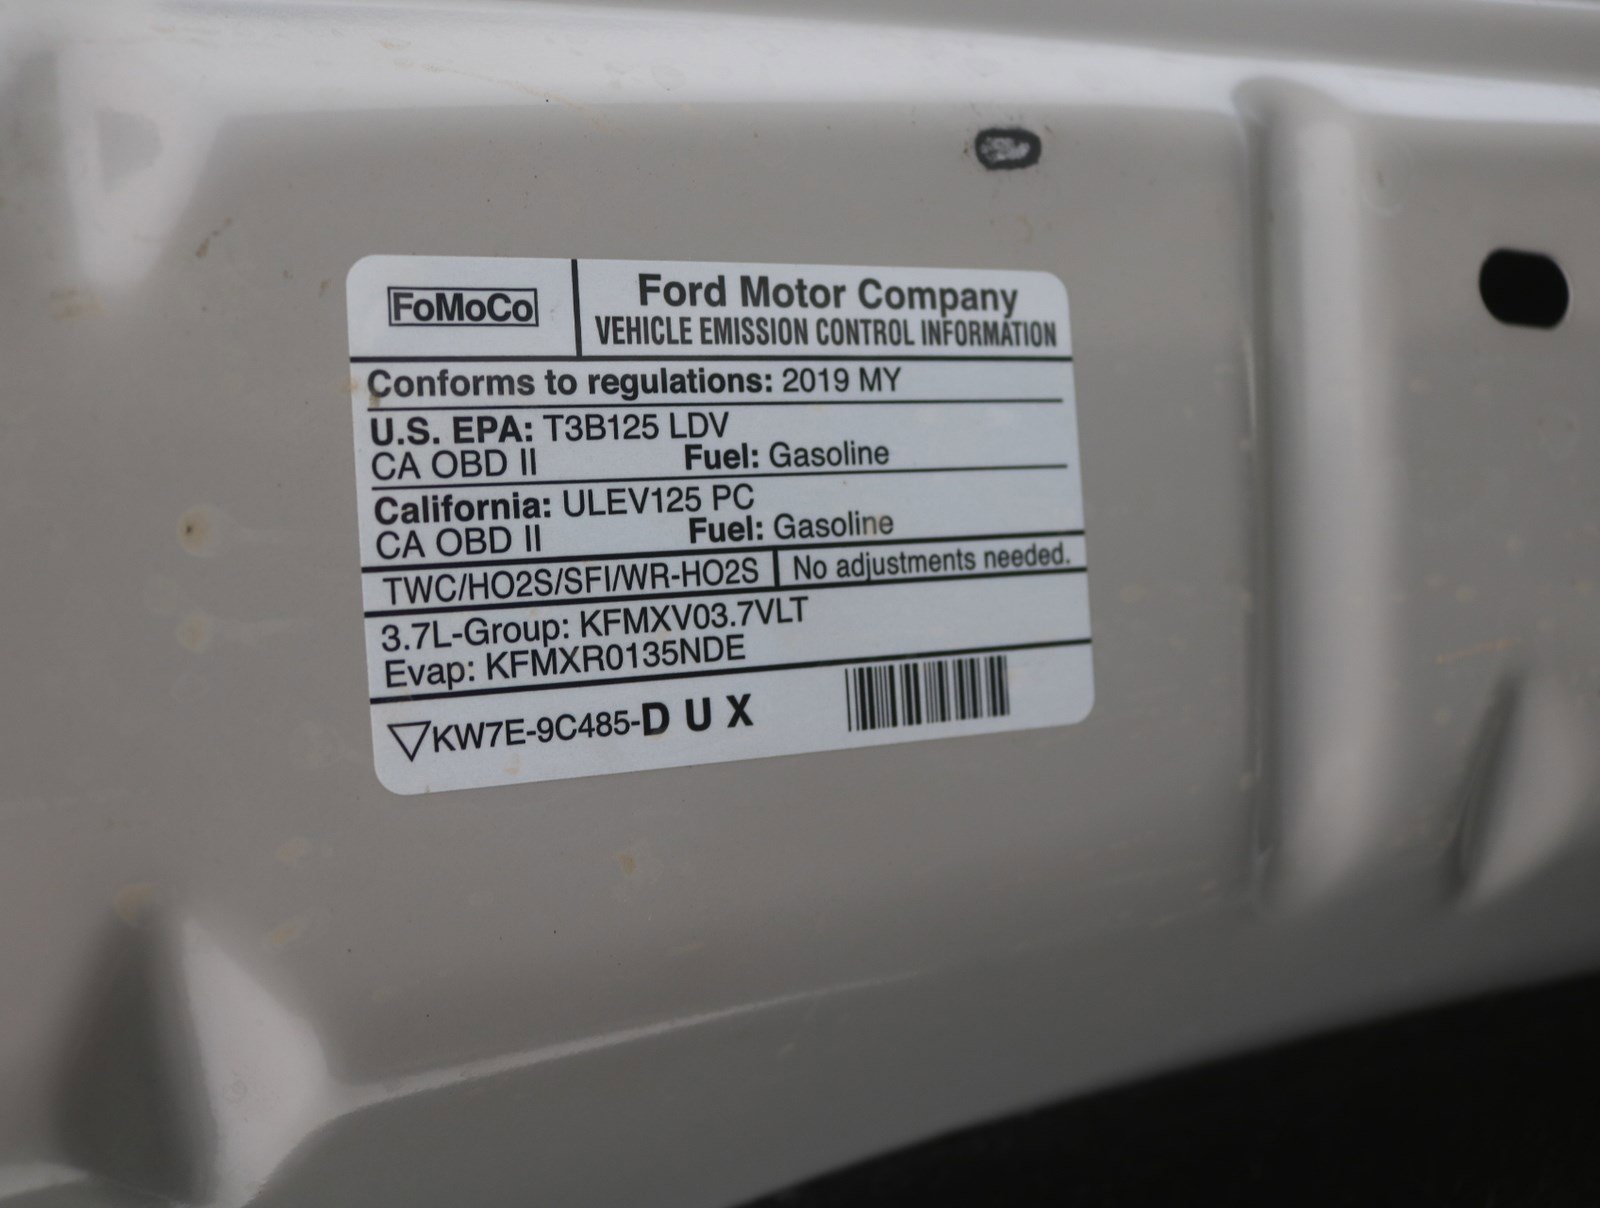 FoMoCo
Ford Motor Company
VEHICLE EMISSION CONTROL INFORMATION
Conforms to regulations: 2019 MY
U.S. EPA: T3B125 LDV
CA OBD II Fuel: Gasoline
California: ULEV125 PC
CA OBD II Fuel: Gasoline
TWC/HO2S/SFI/WR-HO2S No adjustments needed.
3.7L-Group: KFMXV03.7VLT
Evap: KFMXR0135NDE
▽KW7E-9C485-D U X